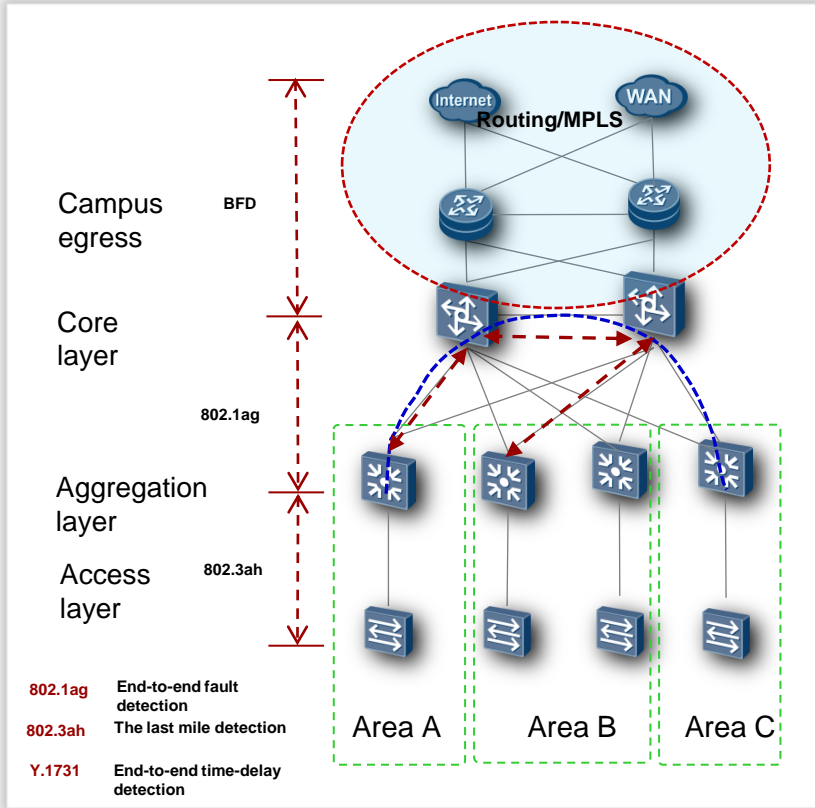 Internet
WAN
Routing/MPLS
Campus
egress
BFD
Core
layer
802.1ag
Aggregation
layer
802.3ah
Access
layer
Area A
Area B
Area C
802.1ag
End-to-end fault
detection
802.3ah
The last mile detection
Y.1731
End-to-end time-delay
detection